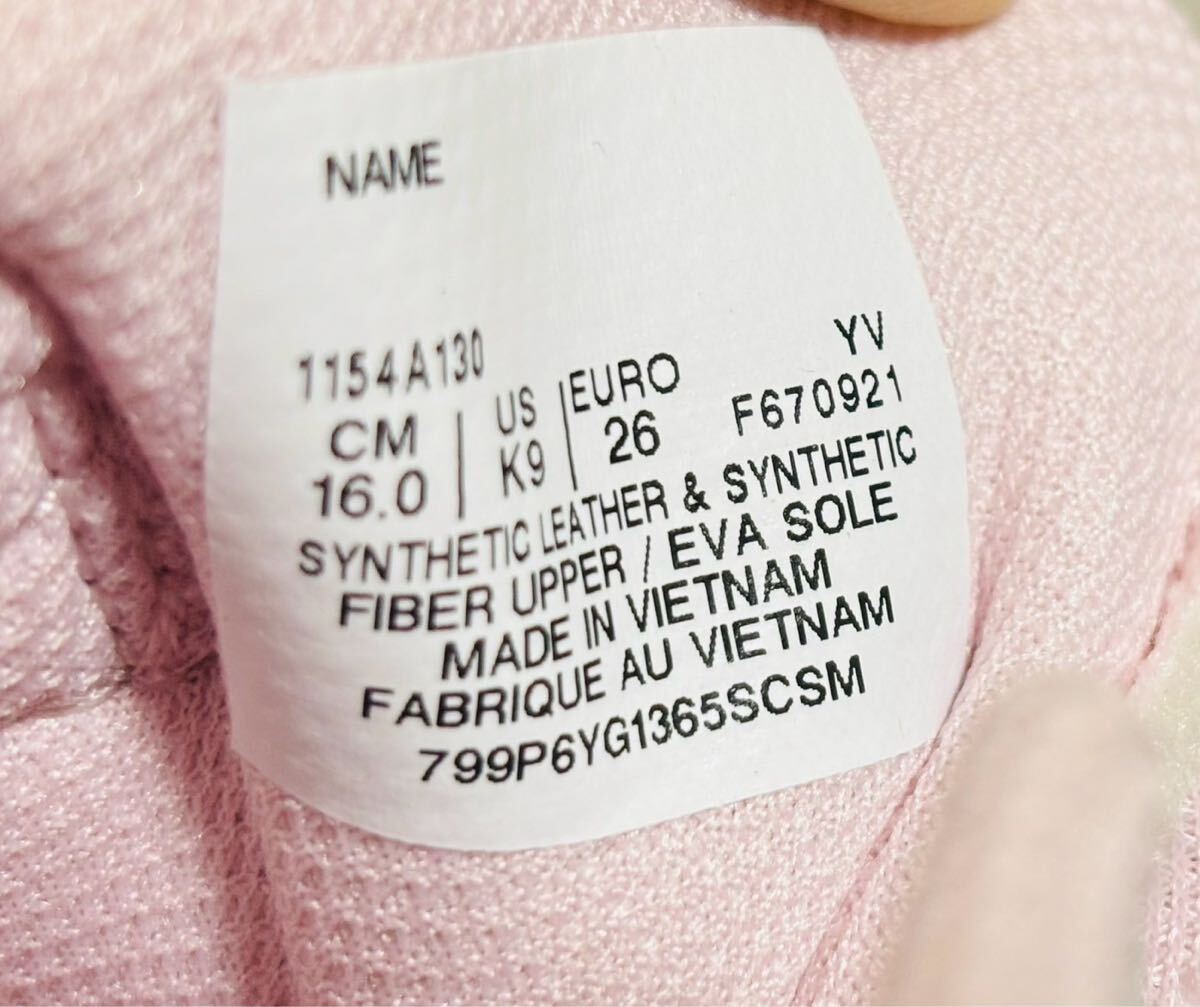 NAME
1154A130 YV
CM | US | EURO F670921
16.0 | K9 | 26
SYNTHETIC LEATHER & SYNTHETIC
FIBER UPPER / EVA SOLE
MADE IN VIETNAM
FABRIQUE AU VIETNAM
799P6YG1365SCSM